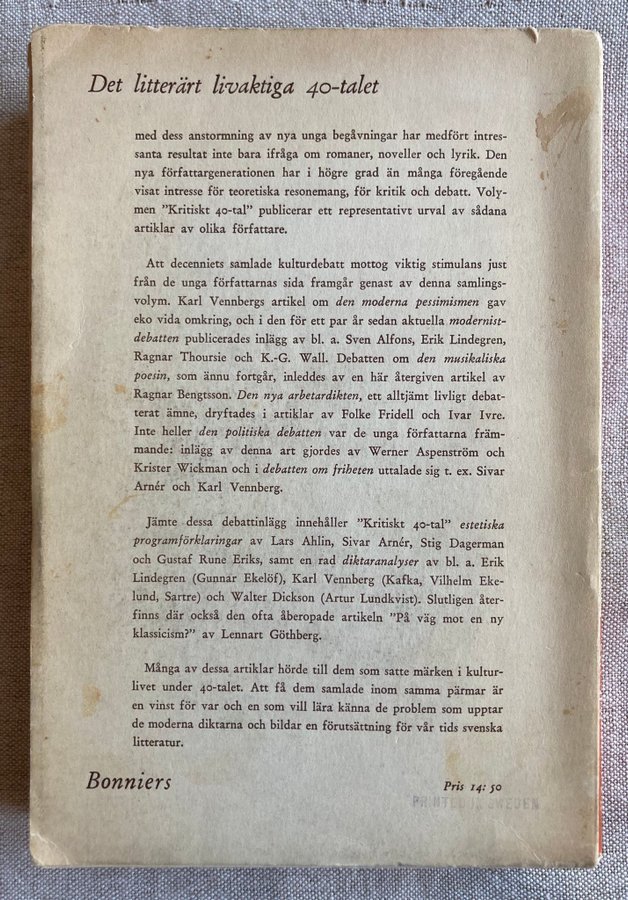 Det litterärt livaktiga 40-talet
med dess anstormning av nya unga begåvningar har medfört intres-
santa resultat inte bara ifråga om romaner, noveller och lyrik. Den
nya författargenerationen har i högre grad än många föregående
visat intresse för teoretiska resonemang, för kritik och debatt. Voly-
men ”Kritiskt 40-tal” publicerar ett representativt urval av sådana
artiklar av olika författare.
Att decenniets samlade kulturdebatt mottog viktig stimulans just
från de unga författarnas sida framgår genast av denna samlings-
volym. Karl Vennbergs artikel om den moderna pessimismen gav
eko vida omkring, och i den för ett par år sedan aktuella modernist-
debatten publicerades inlägg av bl. a. Sven Alfons, Erik Lindegren,
Ragnar Thoursie och K.-G. Wall. Debatten om den musikaliska
poesin, som ännu fortgår, inleddes av en här återgiven artikel av
Ragnar Bengtsson. Den nya arbetardikten, ett alltjämt livligt debat-
terat ämne, dryftades i artiklar av Folke Fridell och Ivar Ivre.
Inte heller den politiska debatten var de unga författarna främ-
mande: inlägg av denna art gjordes av Werner Aspenström och
Krister Wickman och i debatten om friheten uttalade sig t. ex. Sivar
Arnér och Karl Vennberg.
Jämte dessa debattinlägg innehåller ”Kritiskt 40-tal” estetiska
programförklaringar av Lars Ahlin, Sivar Arnér, Stig Dagerman
och Gustaf Rune Eriks, samt en rad diktaranalyser av bl. a. Erik
Lindegren (Gunnar Ekelöf), Karl Vennberg (Kafka, Vilhelm Eke-
lund, Sartre) och Walter Dickson (Artur Lundkvist). Slutligen åter-
finns där också den ofta åberopade artikeln ”På väg mot en ny
klassicism?” av Lennart Göthberg.
Många av dessa artiklar hörde till dem som satte märken i kultur-
livet under 40-talet. Att få dem samlade inom samma pärmar är
en vinst för var och en som vill lära känna de problem som upptar
de moderna diktarna och bildar en förutsättning för vår tids svenska
litteratur.
Bonniers
Pris 14: 50
PRINTED IN SWEDEN